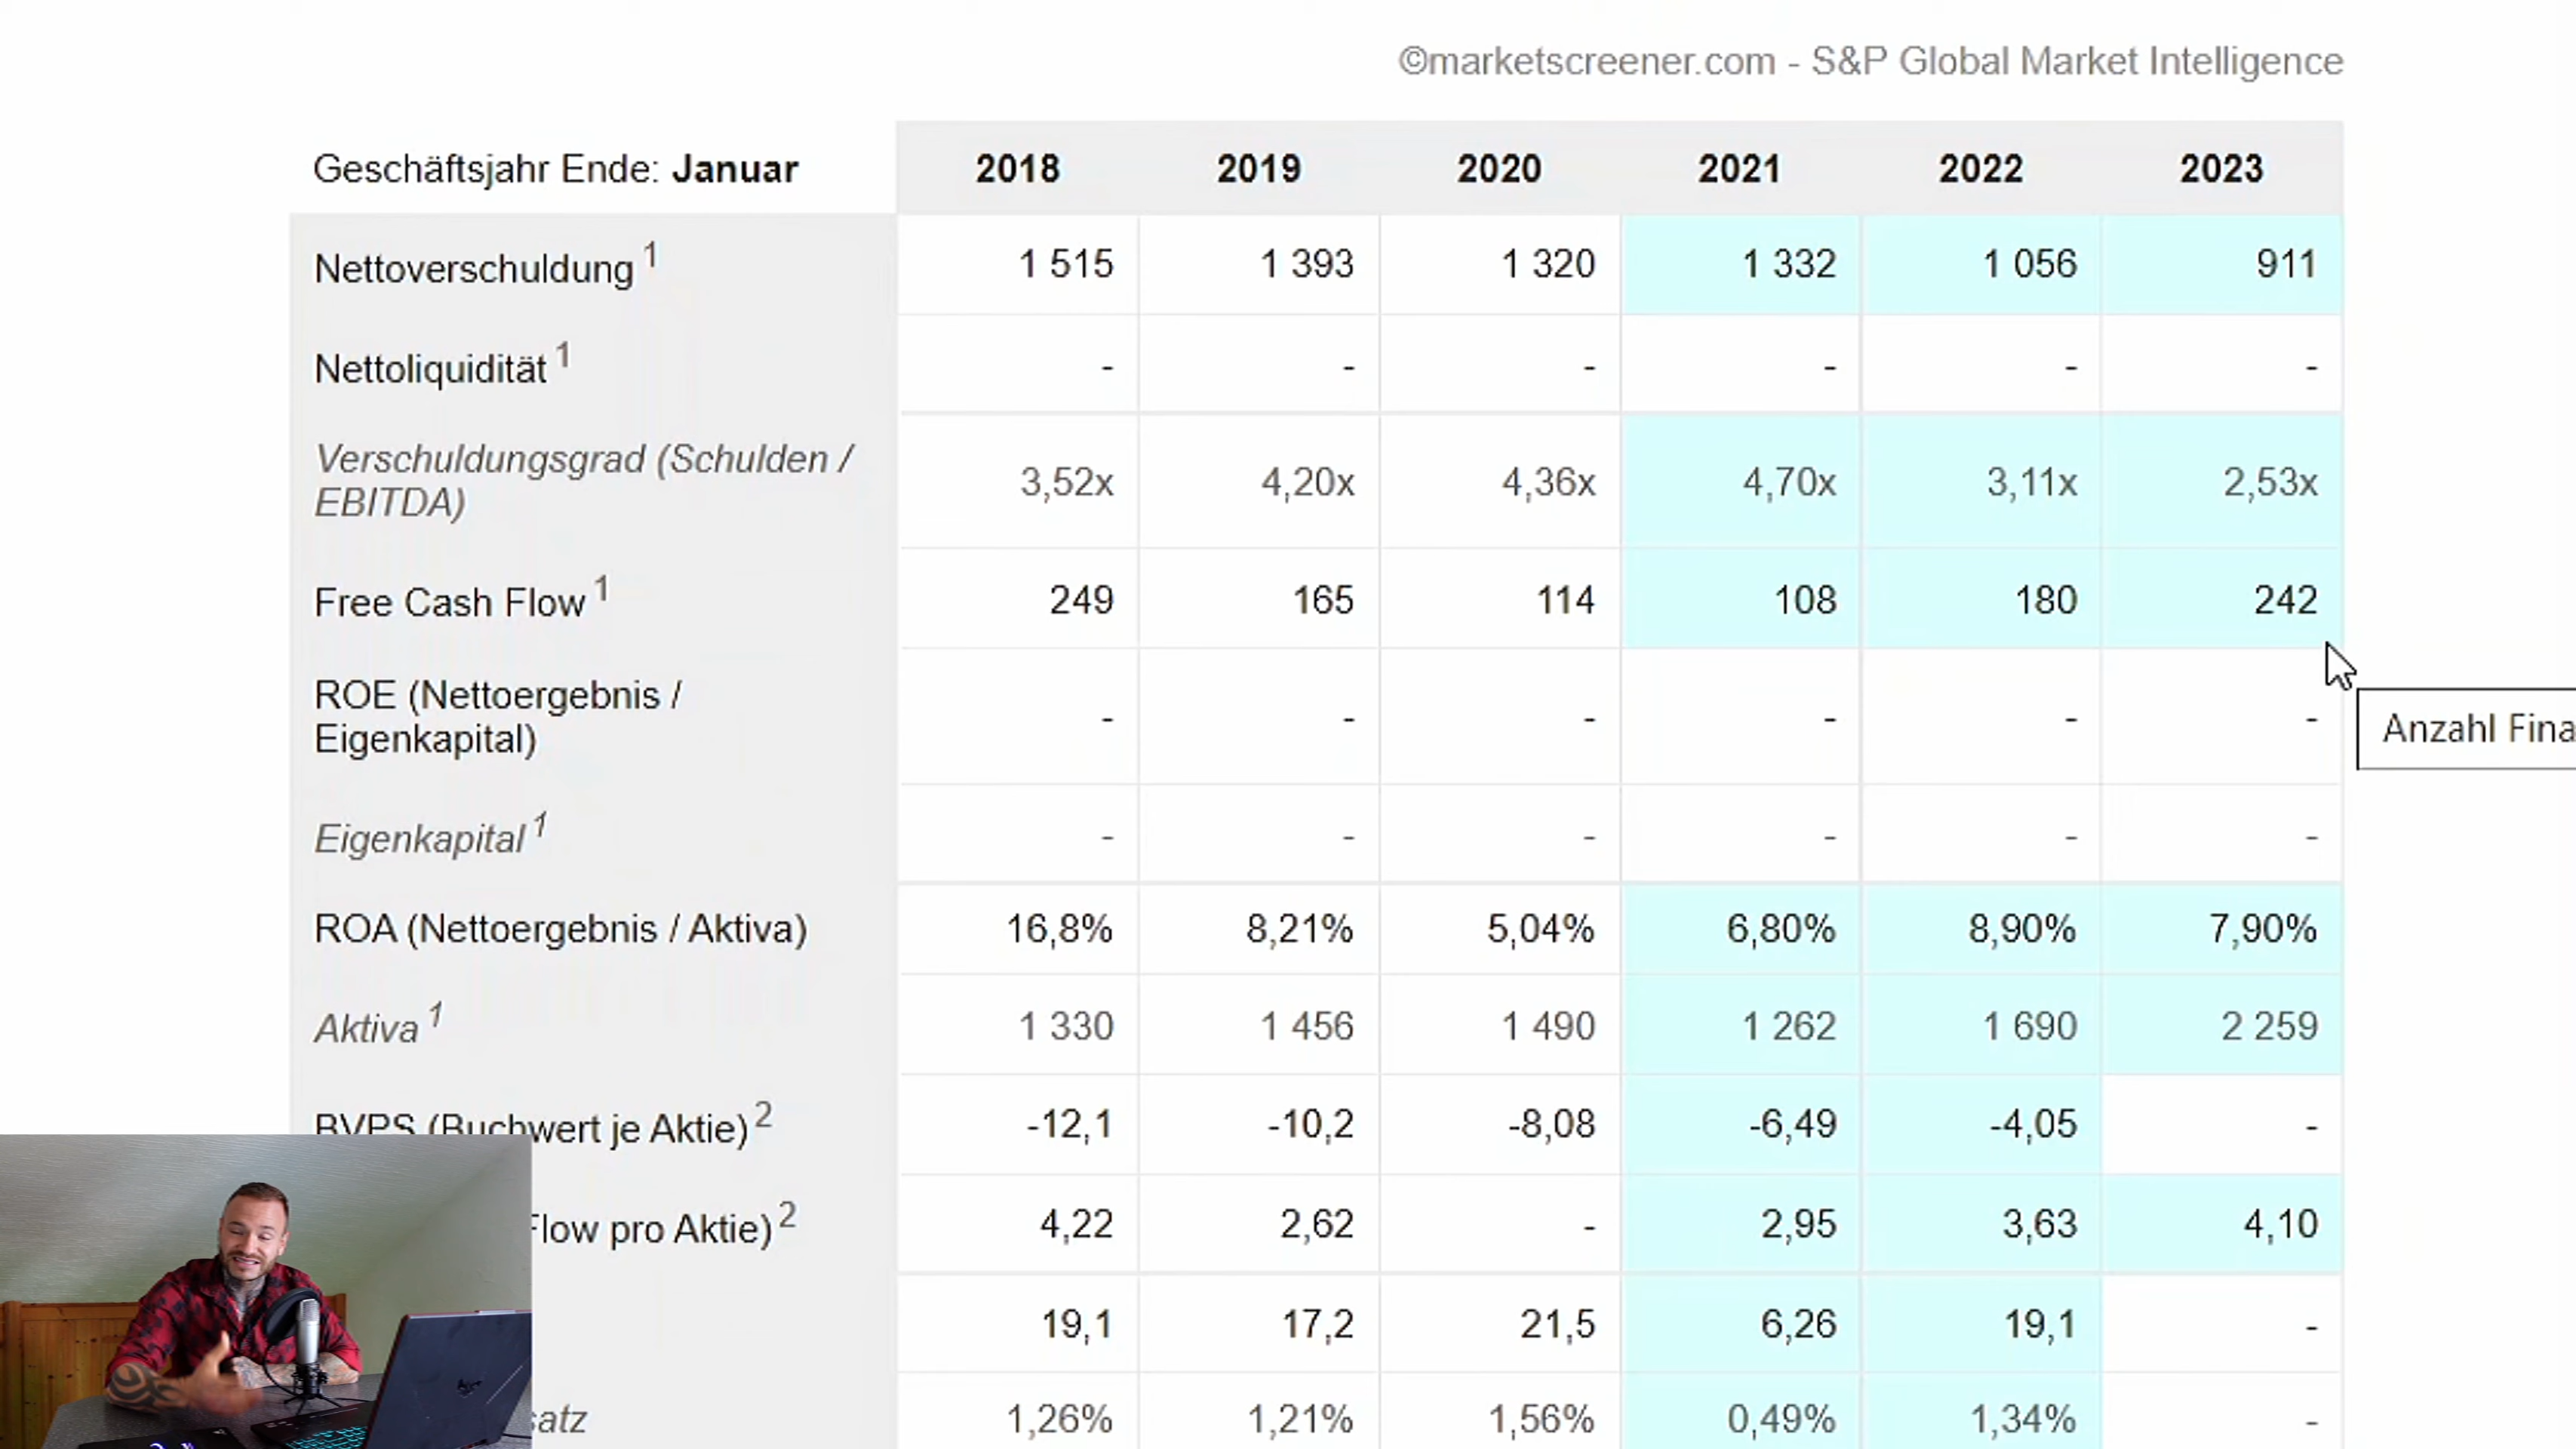 ©marketscreener.com - S&P Global Market Intelligence
Geschäftsjahr Ende: Januar 2018 2019 2020 2021 2022 2023
Nettoverschuldung 1 1 515 1 393 1 320 1 332 1 056 911
Nettoliquidität 1 - - - - - -
Verschuldungsgrad (Schulden /
EBITDA) 3,52x 4,20x 4,36x 4,70x 3,11x 2,53x
Free Cash Flow 1 249 165 114 108 180 242
ROE (Nettoergebnis /
Eigenkapital) - - - - - -
Anzahl Fina
Eigenkapital 1 - - - - - -
ROA (Nettoergebnis / Aktiva) 16,8% 8,21% 5,04% 6,80% 8,90% 7,90%
Aktiva 1 1 330 1 456 1 490 1 262 1 690 2 259
BVPS (Buchwert je Aktie) 2 -12,1 -10,2 -8,08 -6,49 -4,05 -
Flow pro Aktie) 2 4,22 2,62 - 2,95 3,63 4,10
19,1 17,2 21,5 6,26 19,1 -
satz 1,26% 1,21% 1,56% 0,49% 1,34% -